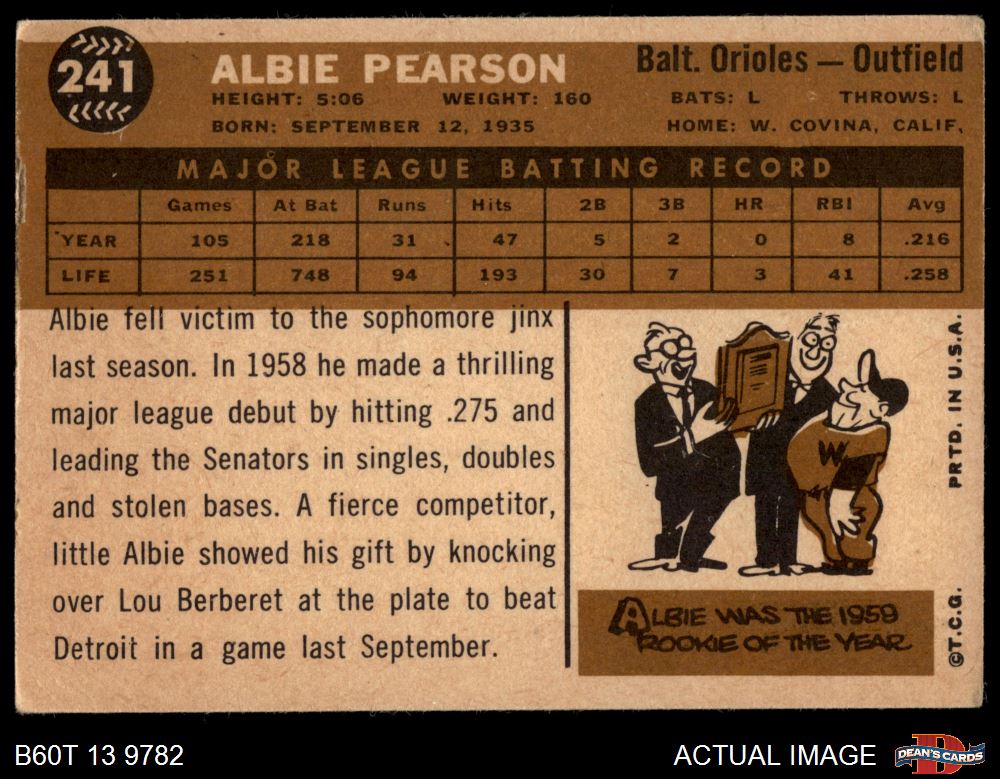 241
ALBIE PEARSON
Balt. Orioles — Outfield
HEIGHT: 5:06 WEIGHT: 160 BATS: L THROWS: L
BORN: SEPTEMBER 12, 1935 HOME: W. COVINA, CALIF.
MAJOR LEAGUE BATTING RECORD
Games At Bat Runs Hits 2B 3B HR RBI Avg
YEAR 105 218 31 47 5 2 0 8 .216
LIFE 251 748 94 193 30 7 3 41 .258
Albie fell victim to the sophomore jinx
last season. In 1958 he made a thrilling
major league debut by hitting .275 and
leading the Senators in singles, doubles
and stolen bases. A fierce competitor,
little Albie showed his gift by knocking
over Lou Berberet at the plate to beat
Detroit in a game last September.
W
ALBIE WAS THE 1959
ROOKIE OF THE YEAR
PRTD. IN U.S.A.
©T.C.G.
B60T 13 9782
ACTUAL IMAGE
D
DEAN'S CARDS